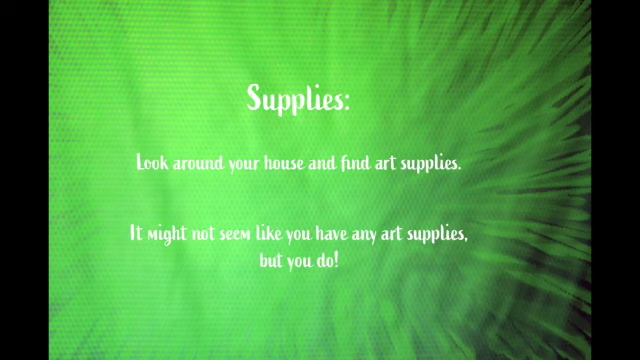 Supplies:
Look around your house and find art supplies.
It might not seem like you have any art supplies,
but you do!